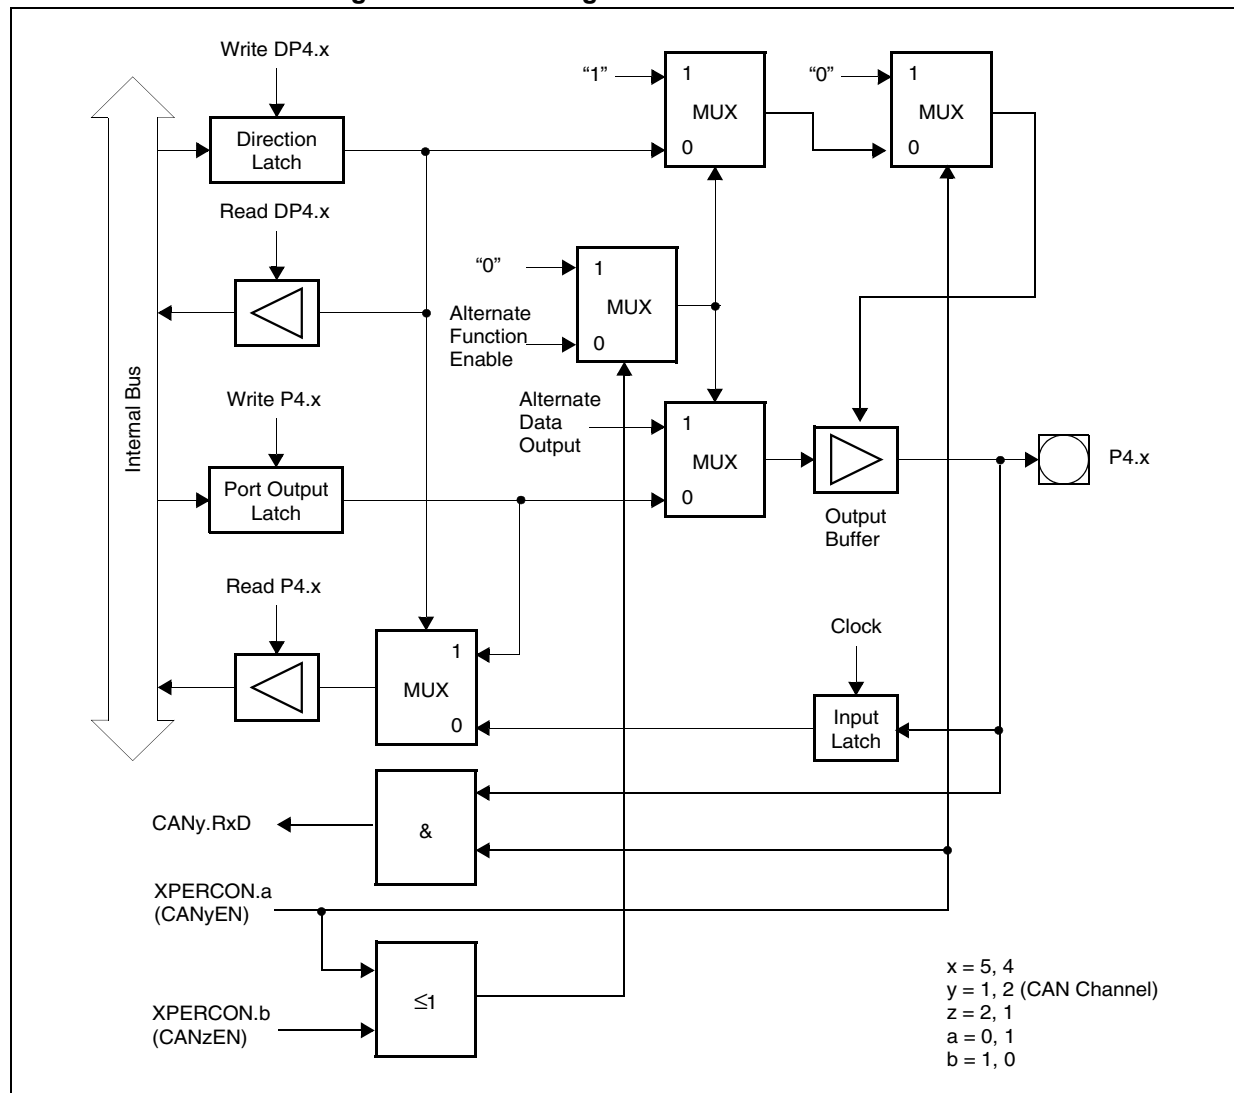 Write DP4.x
"1"
1
MUX
0
"0"
1
MUX
0
Direction
Latch
Read DP4.x
"0"
1
MUX
0
Alternate
Function
Enable
Internal Bus
Write P4.x
Alternate
Data
Output
1
MUX
0
P4.x
Port Output
Latch
Output
Buffer
Read P4.x
1
MUX
0
Clock
Input
Latch
CANy.RxD
&
XPERCON.a
(CANyEN)
≤1
XPERCON.b
(CANzEN)
x = 5, 4
y = 1, 2 (CAN Channel)
z = 2, 1
a = 0, 1
b = 1, 0